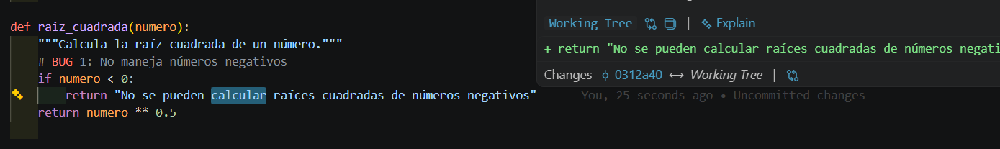 def raiz_cuadrada(numero):
"""Calcula la raíz cuadrada de un número."""
# BUG 1: No maneja números negativos
if numero < 0:
return "No se pueden calcular raíces cuadradas de números negativos"
You, 25 seconds ago • Uncommitted changes
return numero ** 0.5
Working Tree | Explain
+ return "No se pueden calcular raíces cuadradas de números negati
Changes 0312a40 ↔ Working Tree |